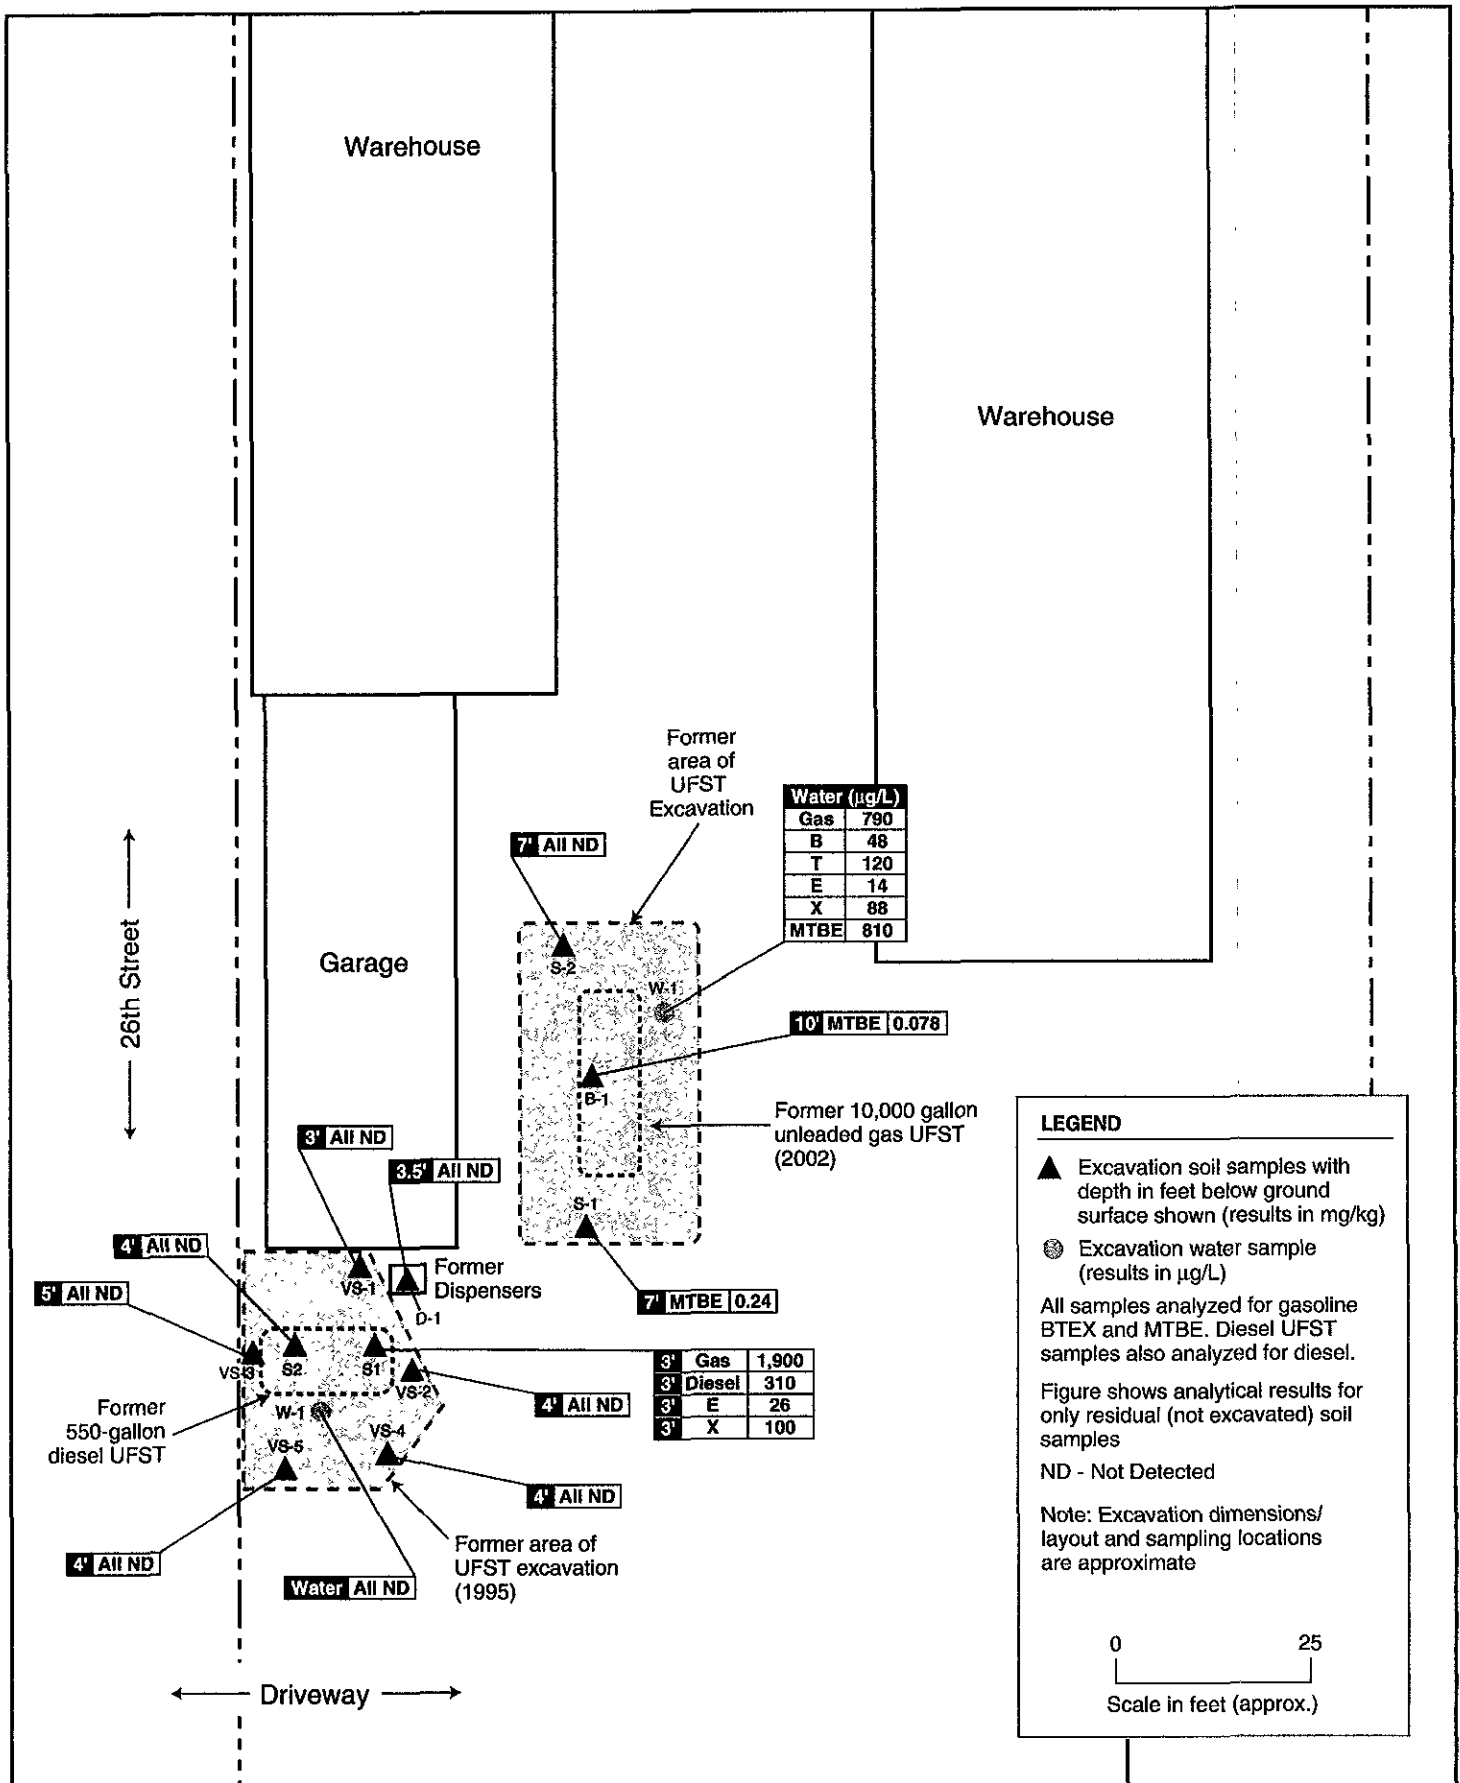 Warehouse
Warehouse
Former
area of
UFST
Excavation
Water (µg/L)
Gas 790
B 48
T 120
E 14
X 88
MTBE 810
7' All ND
S-2
W-1
26th Street
Garage
10' MTBE 0.078
B-1
Former 10,000 gallon
unleaded gas UFST
(2002)
3' All ND
3.5' All ND
S-1
4' All ND
VS-1
Former
Dispensers
D-1
5' All ND
7' MTBE 0.24
VS-3
S2
S1
VS-2
3' Gas 1,900
3' Diesel 310
3' E 26
3' X 100
4' All ND
Former
550-gallon
diesel UFST
W-1
VS-4
VS-5
4' All ND
4' All ND
Water All ND
Former area of
UFST excavation
(1995)
Driveway
LEGEND
Excavation soil samples with
depth in feet below ground
surface shown (results in mg/kg)
Excavation water sample
(results in µg/L)
All samples analyzed for gasoline
BTEX and MTBE. Diesel UFST
samples also analyzed for diesel.
Figure shows analytical results for
only residual (not excavated) soil
samples
ND - Not Detected
Note: Excavation dimensions/
layout and sampling locations
are approximate
0 25
Scale in feet (approx.)